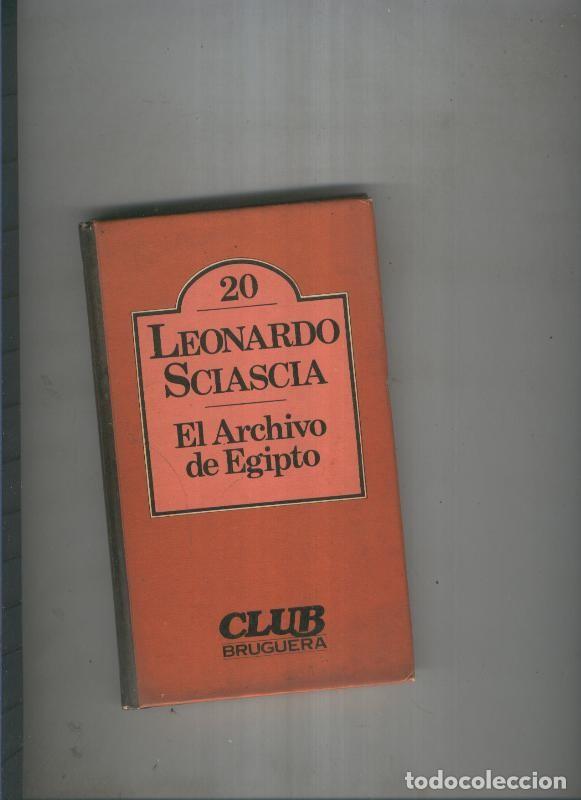 20
LEONARDO
SCIASCIA
El Archivo
de Egipto
CLUB
BRUGUERA
todocoleccion